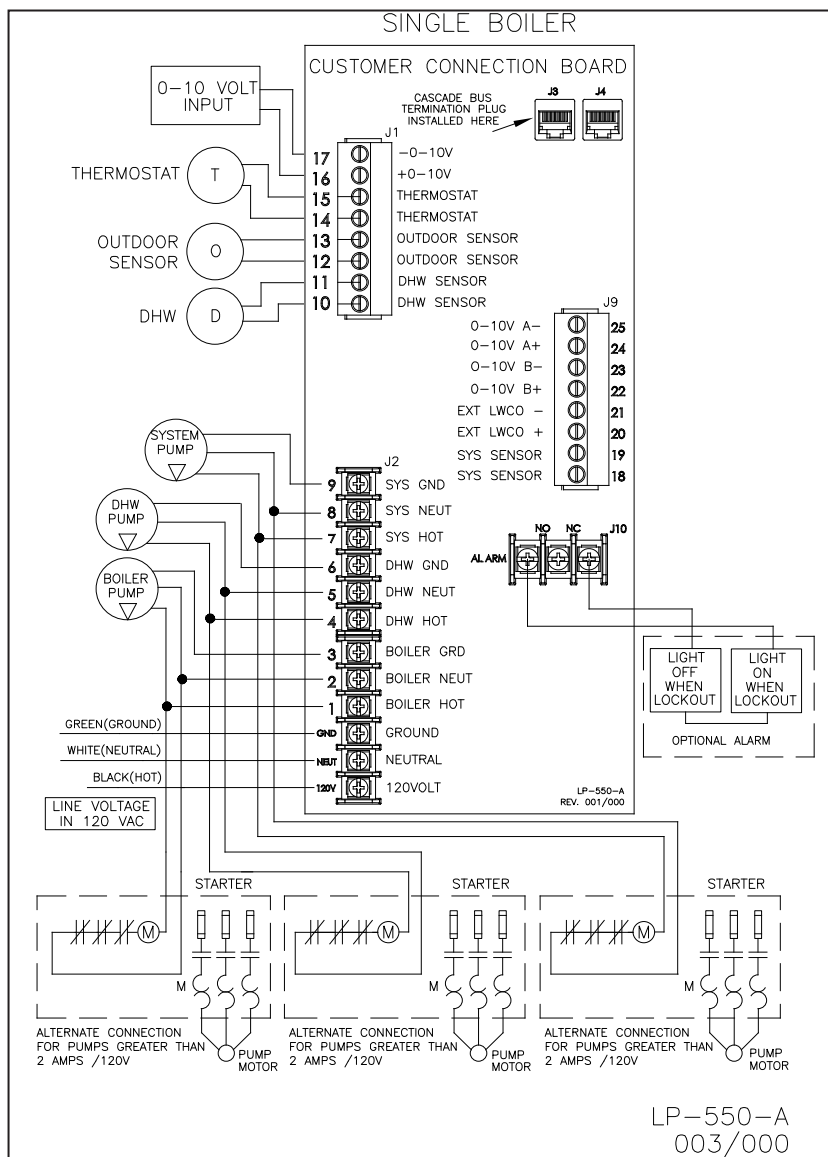 SINGLE BOILER
CUSTOMER CONNECTION BOARD
0-10 VOLT
INPUT
CASCADE BUS
TERMINATION PLUG
INSTALLED HERE
J3
J4
J1
17 -0-10V
16 +0-10V
THERMOSTAT
T
15 THERMOSTAT
14 THERMOSTAT
OUTDOOR
SENSOR
O
13 OUTDOOR SENSOR
12 OUTDOOR SENSOR
11 DHW SENSOR
DHW
D
10 DHW SENSOR
J9
0-10V A- 25
0-10V A+ 24
0-10V B- 23
0-10V B+ 22
EXT LWCO - 21
EXT LWCO + 20
SYS SENSOR 19
SYS SENSOR 18
SYSTEM
PUMP
DHW
PUMP
BOILER
PUMP
J2
9 SYS GND
8 SYS NEUT
7 SYS HOT
6 DHW GND
5 DHW NEUT
4 DHW HOT
3 BOILER GRD
2 BOILER NEUT
1 BOILER HOT
GND GROUND
NEUT NEUTRAL
120V 120VOLT
NO NC J10
ALARM
LIGHT
OFF
WHEN
LOCKOUT
LIGHT
ON
WHEN
LOCKOUT
OPTIONAL ALARM
GREEN(GROUND)
WHITE(NEUTRAL)
BLACK(HOT)
LINE VOLTAGE
IN 120 VAC
LP-550-A
REV. 001/000
STARTER
M
M
ALTERNATE CONNECTION
FOR PUMPS GREATER THAN
2 AMPS /120V
PUMP
MOTOR
STARTER
M
M
ALTERNATE CONNECTION
FOR PUMPS GREATER THAN
2 AMPS /120V
PUMP
MOTOR
STARTER
M
M
ALTERNATE CONNECTION
FOR PUMPS GREATER THAN
2 AMPS /120V
PUMP
MOTOR
LP-550-A
003/000